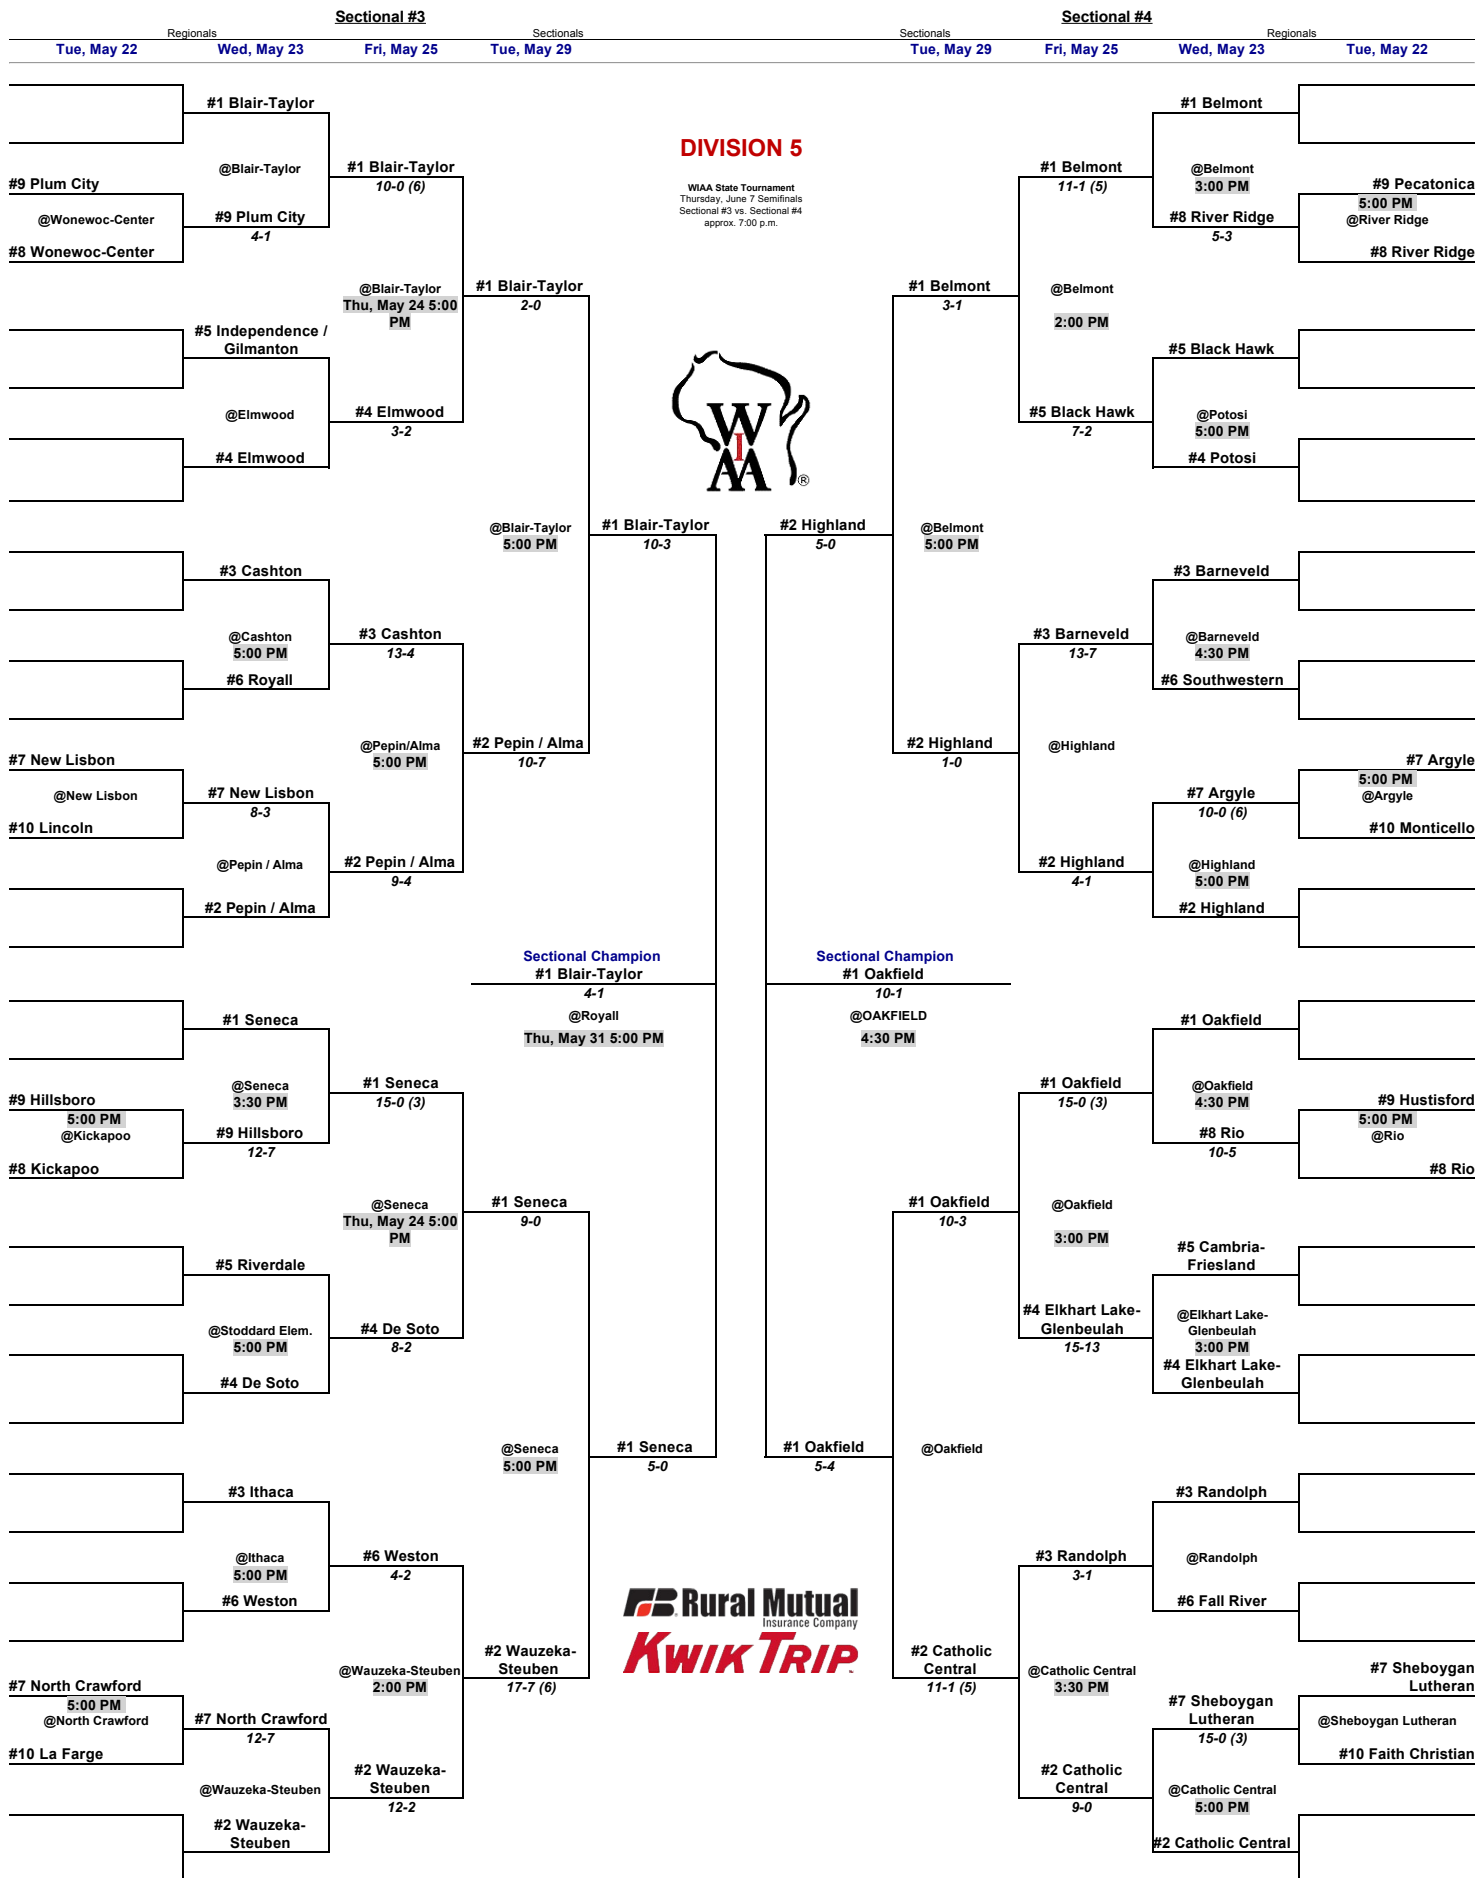 Sectional #3
Sectional #4
Regionals
Sectionals
Sectionals
Regionals
Tue, May 22
Wed, May 23
Fri, May 25
Tue, May 29
Tue, May 29
Fri, May 25
Wed, May 23
Tue, May 22
DIVISION 5
WIAA State Tournament
Thursday, June 7 Semifinals
Sectional #3 vs. Sectional #4
approx. 7:00 p.m.
#1 Blair-Taylor
@Blair-Taylor
#9 Plum City
@Wonewoc-Center
#8 Wonewoc-Center
#9 Plum City
4-1
#1 Blair-Taylor
10-0 (6)
@Blair-Taylor
Thu, May 24 5:00
PM
#1 Blair-Taylor
2-0
#5 Independence /
Gilmanton
@Elmwood
#4 Elmwood
3-2
#4 Elmwood
@Blair-Taylor
5:00 PM
#1 Blair-Taylor
10-3
#3 Cashton
@Cashton
5:00 PM
#3 Cashton
13-4
#6 Royall
@Pepin/Alma
5:00 PM
#2 Pepin / Alma
10-7
#7 New Lisbon
@New Lisbon
#10 Lincoln
#7 New Lisbon
8-3
@Pepin / Alma
#2 Pepin / Alma
9-4
#2 Pepin / Alma
Sectional Champion
#1 Blair-Taylor
4-1
@Royall
Thu, May 31 5:00 PM
#1 Seneca
@Seneca
3:30 PM
#1 Seneca
15-0 (3)
#9 Hillsboro
5:00 PM
@Kickapoo
#8 Kickapoo
#9 Hillsboro
12-7
@Seneca
Thu, May 24 5:00
PM
#1 Seneca
9-0
#5 Riverdale
@Stoddard Elem.
5:00 PM
#4 De Soto
8-2
#4 De Soto
@Seneca
5:00 PM
#1 Seneca
5-0
#3 Ithaca
@Ithaca
5:00 PM
#6 Weston
4-2
#6 Weston
@Wauzeka-Steuben
2:00 PM
#2 Wauzeka-
Steuben
17-7 (6)
#7 North Crawford
5:00 PM
@North Crawford
#10 La Farge
#7 North Crawford
12-7
@Wauzeka-Steuben
#2 Wauzeka-
Steuben
12-2
#2 Wauzeka-
Steuben
W
I
AA
®
Rural Mutual
Insurance Company
KWIK TRIP
#1 Belmont
@Belmont
3:00 PM
#1 Belmont
11-1 (5)
#9 Pecatonica
5:00 PM
@River Ridge
#8 River Ridge
#8 River Ridge
5-3
#1 Belmont
3-1
@Belmont
2:00 PM
#5 Black Hawk
@Potosi
5:00 PM
#5 Black Hawk
7-2
#4 Potosi
#2 Highland
5-0
@Belmont
5:00 PM
#3 Barneveld
@Barneveld
4:30 PM
#3 Barneveld
13-7
#6 Southwestern
#2 Highland
1-0
@Highland
#7 Argyle
5:00 PM
@Argyle
#10 Monticello
#7 Argyle
10-0 (6)
@Highland
5:00 PM
#2 Highland
4-1
#2 Highland
Sectional Champion
#1 Oakfield
10-1
@OAKFIELD
4:30 PM
#1 Oakfield
@Oakfield
4:30 PM
#1 Oakfield
15-0 (3)
#9 Hustisford
5:00 PM
@Rio
#8 Rio
#8 Rio
10-5
#1 Oakfield
10-3
@Oakfield
3:00 PM
#5 Cambria-
Friesland
@Elkhart Lake-
Glenbeulah
3:00 PM
#4 Elkhart Lake-
Glenbeulah
15-13
#4 Elkhart Lake-
Glenbeulah
#1 Oakfield
5-4
@Oakfield
#3 Randolph
@Randolph
#3 Randolph
3-1
#6 Fall River
#2 Catholic
Central
11-1 (5)
@Catholic Central
3:30 PM
#7 Sheboygan
Lutheran
@Sheboygan Lutheran
#10 Faith Christian
#7 Sheboygan
Lutheran
15-0 (3)
@Catholic Central
5:00 PM
#2 Catholic
Central
9-0
#2 Catholic Central